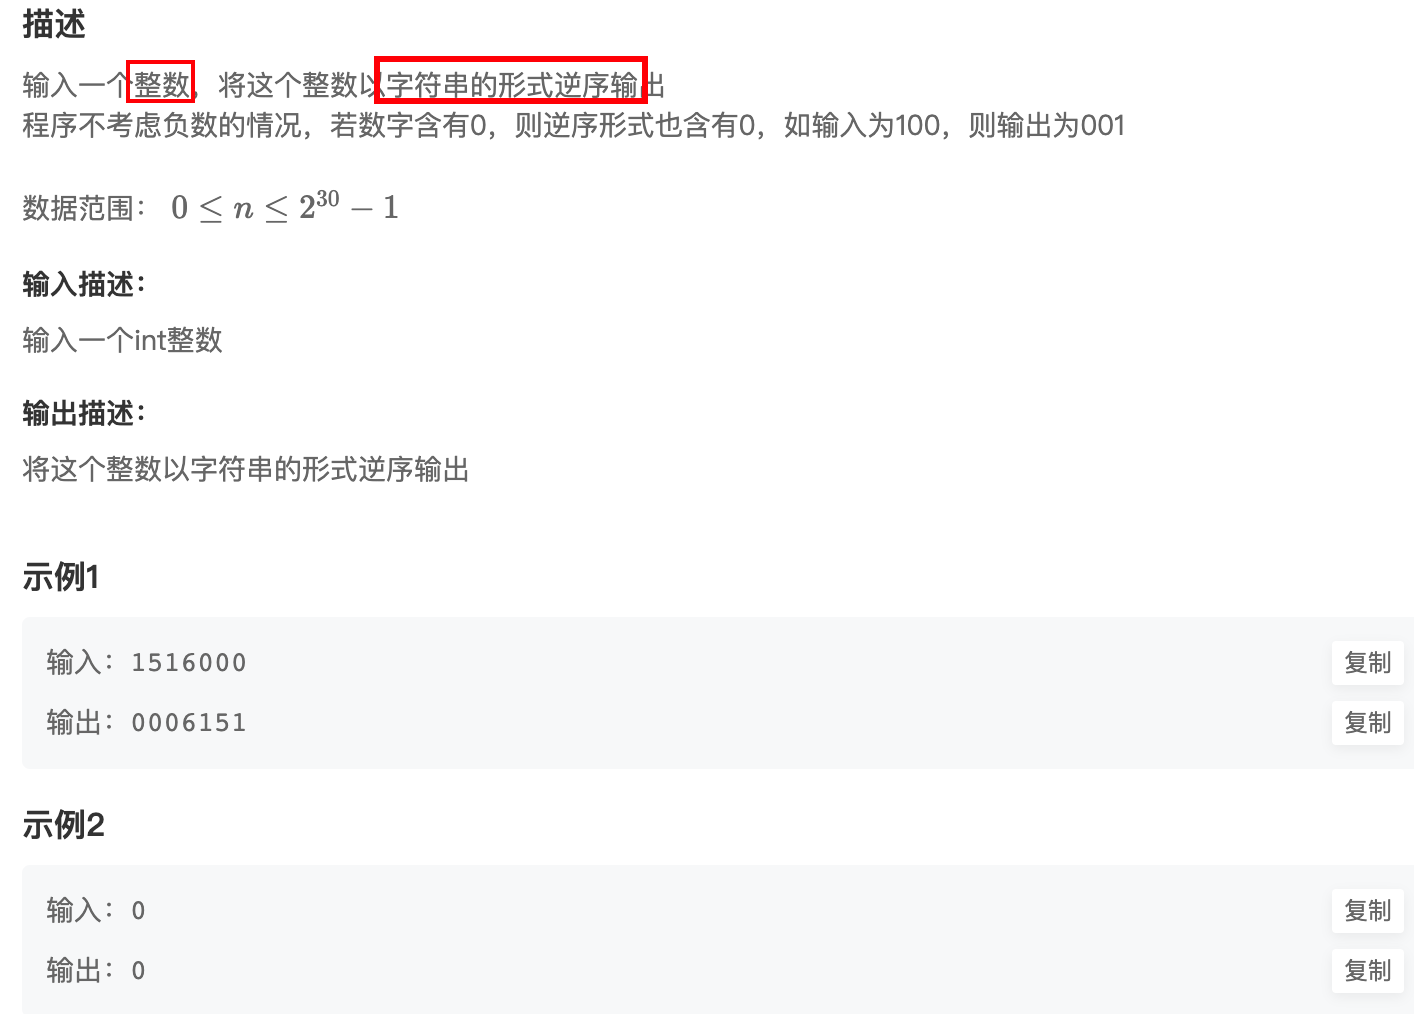 描述
输入一个整数，将这个整数以字符串的形式逆序输出
程序不考虑负数的情况，若数字含有0，则逆序形式也含有0，如输入为100，则输出为001
数据范围： 0 ≤ n ≤ 2^30 − 1
输入描述：
输入一个int整数
输出描述：
将这个整数以字符串的形式逆序输出
示例1
输入：1516000 复制
输出：0006151 复制
示例2
输入：0 复制
输出：0 复制